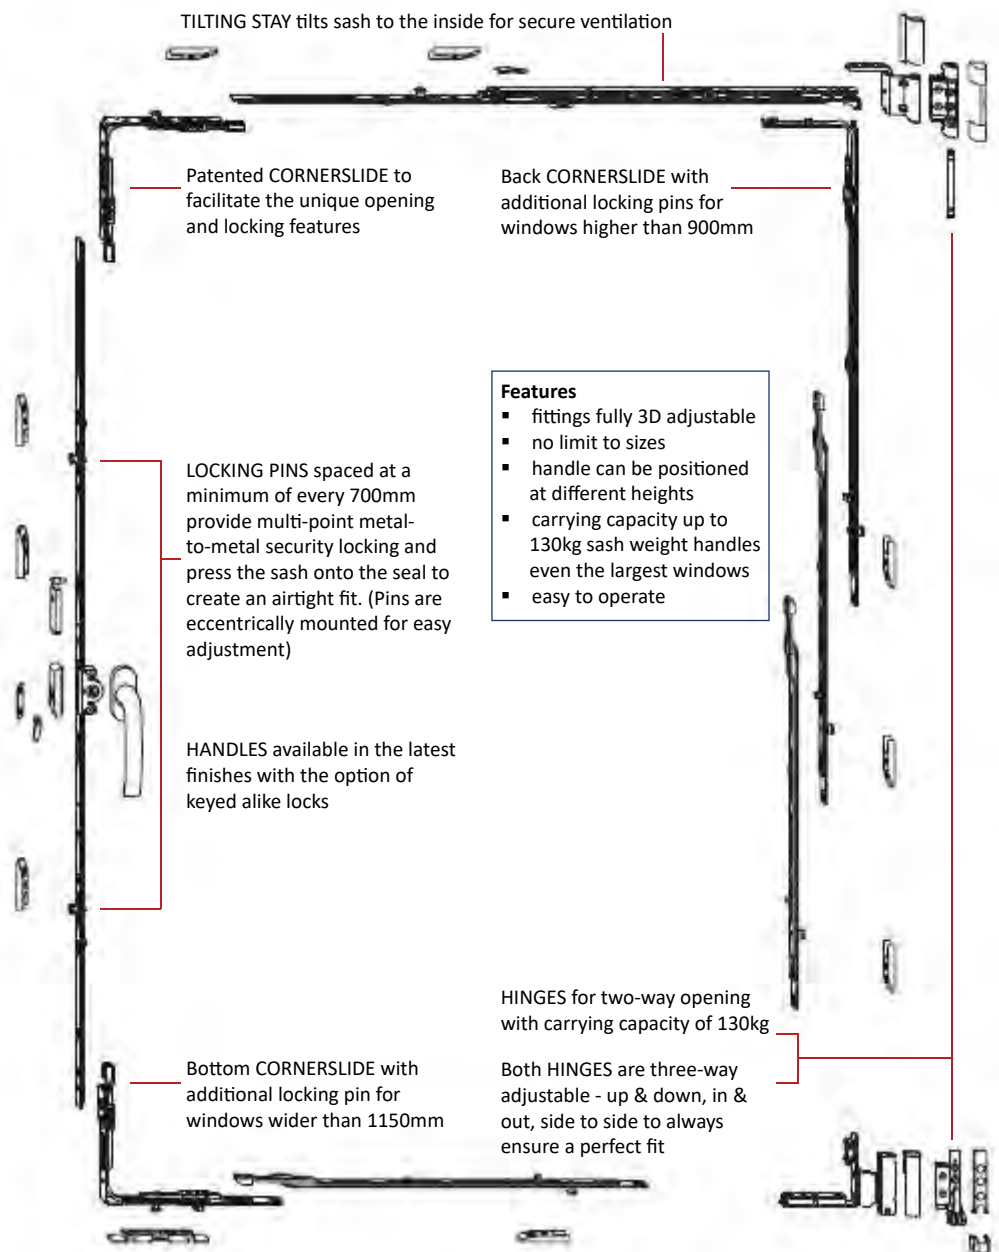 TILTING STAY tilts sash to the inside for secure ventilation
Patented CORNERSLIDE to
facilitate the unique opening
and locking features
Back CORNERSLIDE with
additional locking pins for
windows higher than 900mm
Features
▪ fittings fully 3D adjustable
▪ no limit to sizes
▪ handle can be positioned
at different heights
▪ carrying capacity up to
130kg sash weight handles
even the largest windows
▪ easy to operate
LOCKING PINS spaced at a
minimum of every 700mm
provide multi-point metal-
to-metal security locking and
press the sash onto the seal to
create an airtight fit. (Pins are
eccentrically mounted for easy
adjustment)
HANDLES available in the latest
finishes with the option of
keyed alike locks
HINGES for two-way opening
with carrying capacity of 130kg
Both HINGES are three-way
adjustable - up & down, in &
out, side to side to always
ensure a perfect fit
Bottom CORNERSLIDE with
additional locking pin for
windows wider than 1150mm